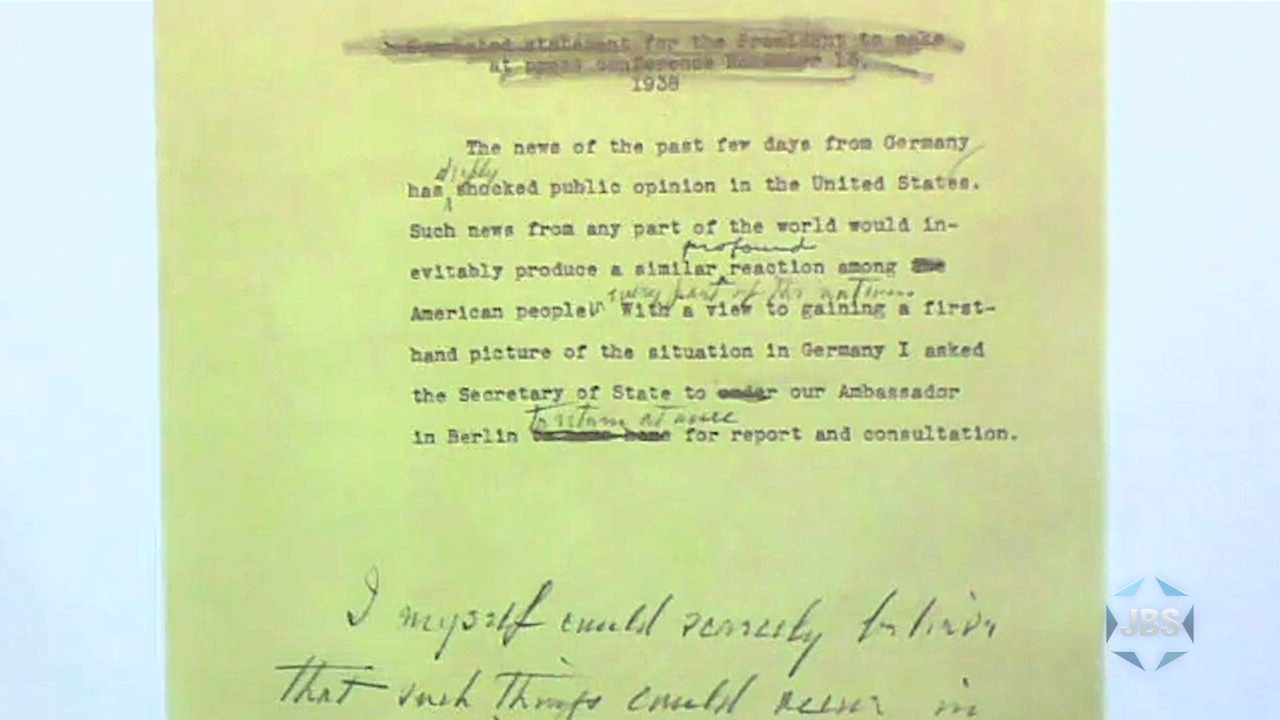 Suggested statement for the President to make
at press conference November 15,
1938
The news of the past few days from Germany
deeply
has shocked public opinion in the United States.
Such news from any part of the world would in-
profound
evitably produce a similar reaction among the
every part of the nation
American people in With a view to gaining a first-
hand picture of the situation in Germany I asked
the Secretary of State to order our Ambassador
to return at once
in Berlin to come home for report and consultation.
I myself could scarcely believe
that such things could occur in
JBS